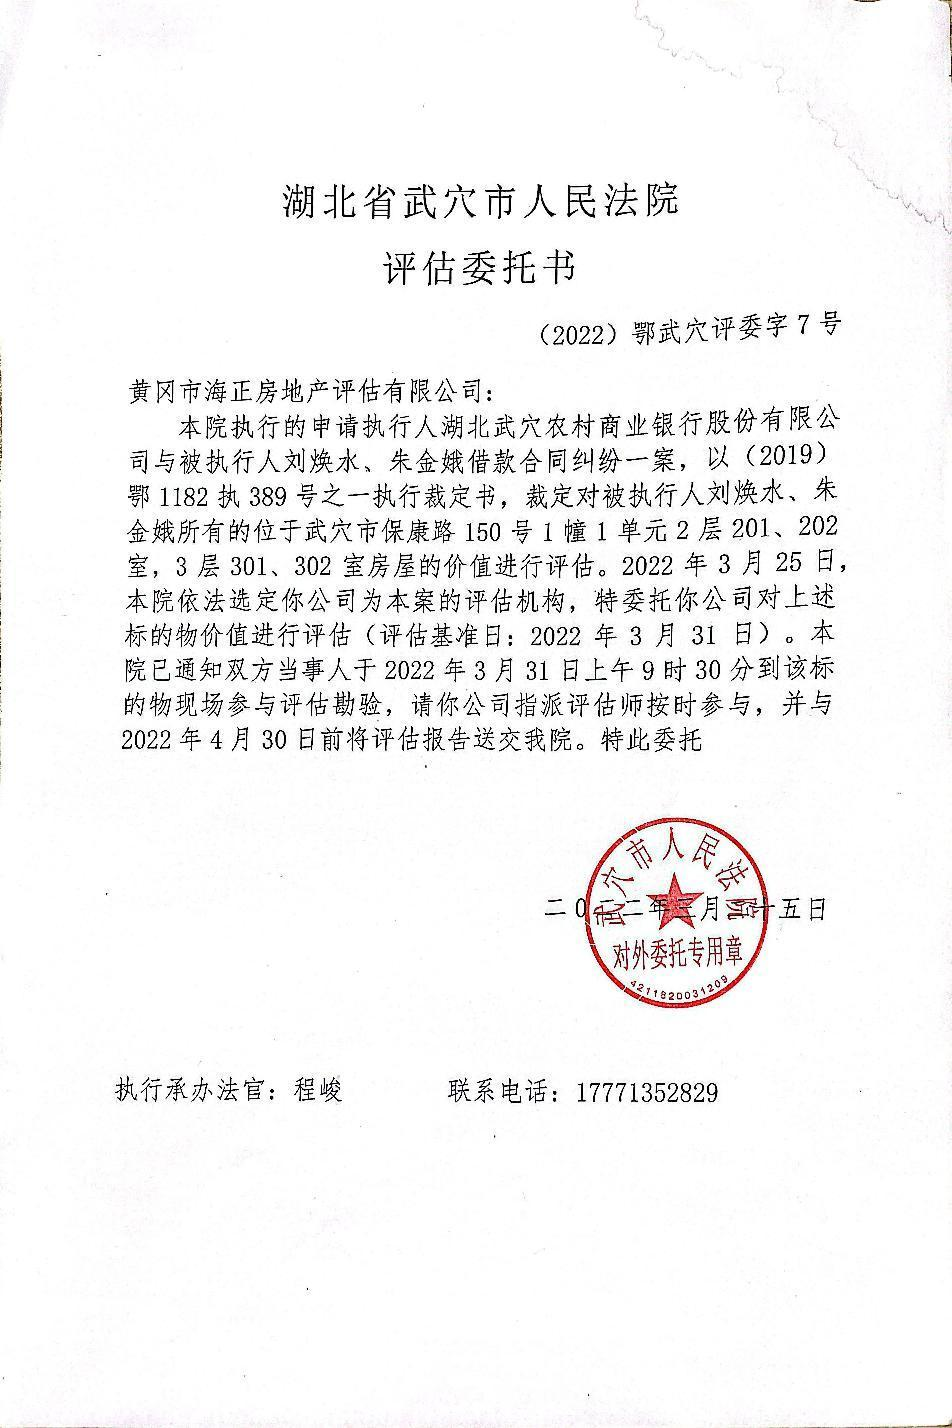 湖北省武穴市人民法院
评估委托书
（2022）鄂武穴评委字7号
黄冈市海正房地产评估有限公司：
本院执行的申请执行人湖北武穴农村商业银行股份有限公
司与被执行人刘焕水、朱金娥借款合同纠纷一案，以（2019）
鄂1182执389号之一执行裁定书，裁定对被执行人刘焕水、朱
金娥所有的位于武穴市保康路150号1幢1单元2层201、202
室，3层301、302室房屋的价值进行评估。2022年3月25日，
本院依法选定你公司为本案的评估机构，特委托你公司对上述
标的物价值进行评估（评估基准日：2022年3月31日）。本
院已通知双方当事人于2022年3月31日上午9时30分到该标
的物现场参与评估勘验，请你公司指派评估师按时参与，并与
2022年4月30日前将评估报告送交我院。特此委托
武穴市人民法院
二0二二年三月二十五日
对外委托专用章
4211820031209
执行承办法官：程峻 联系电话：17771352829